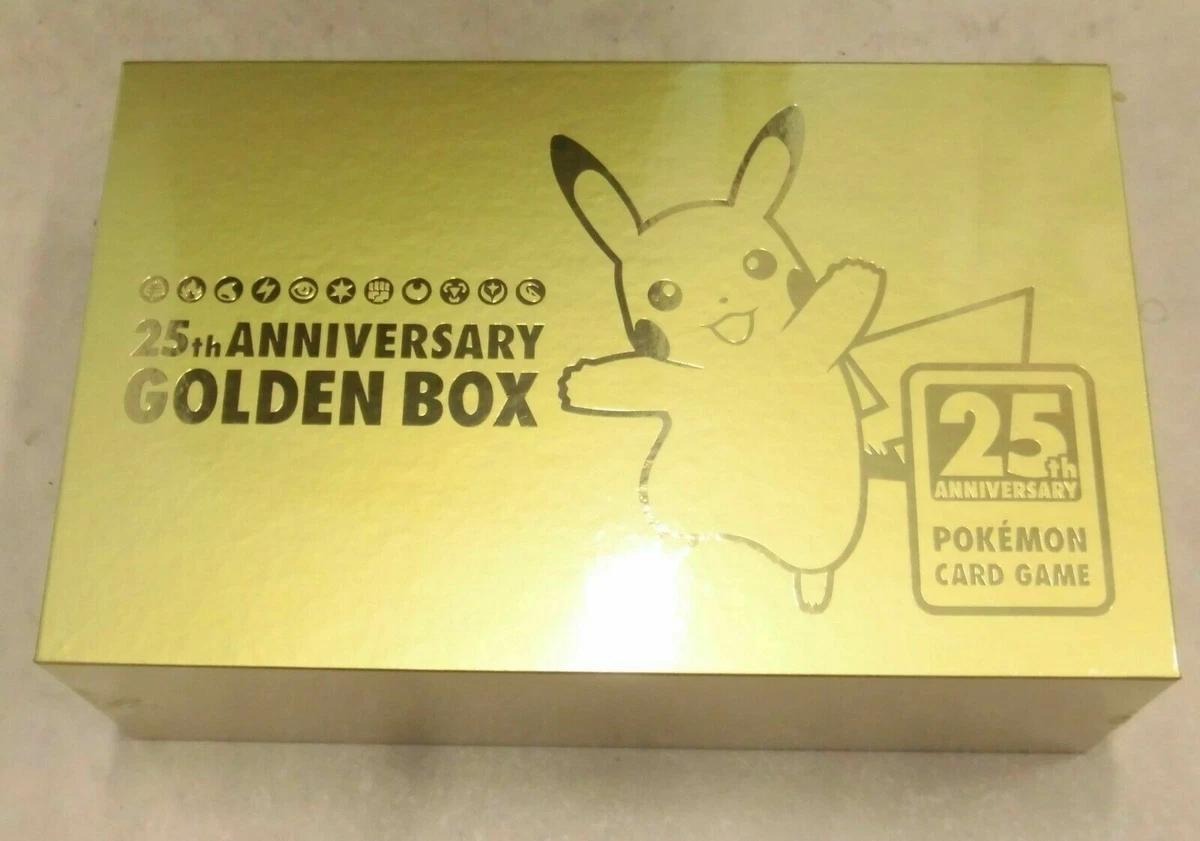 25th ANNIVERSARY
GOLDEN BOX
25th
ANNIVERSARY
POKÉMON
CARD GAME